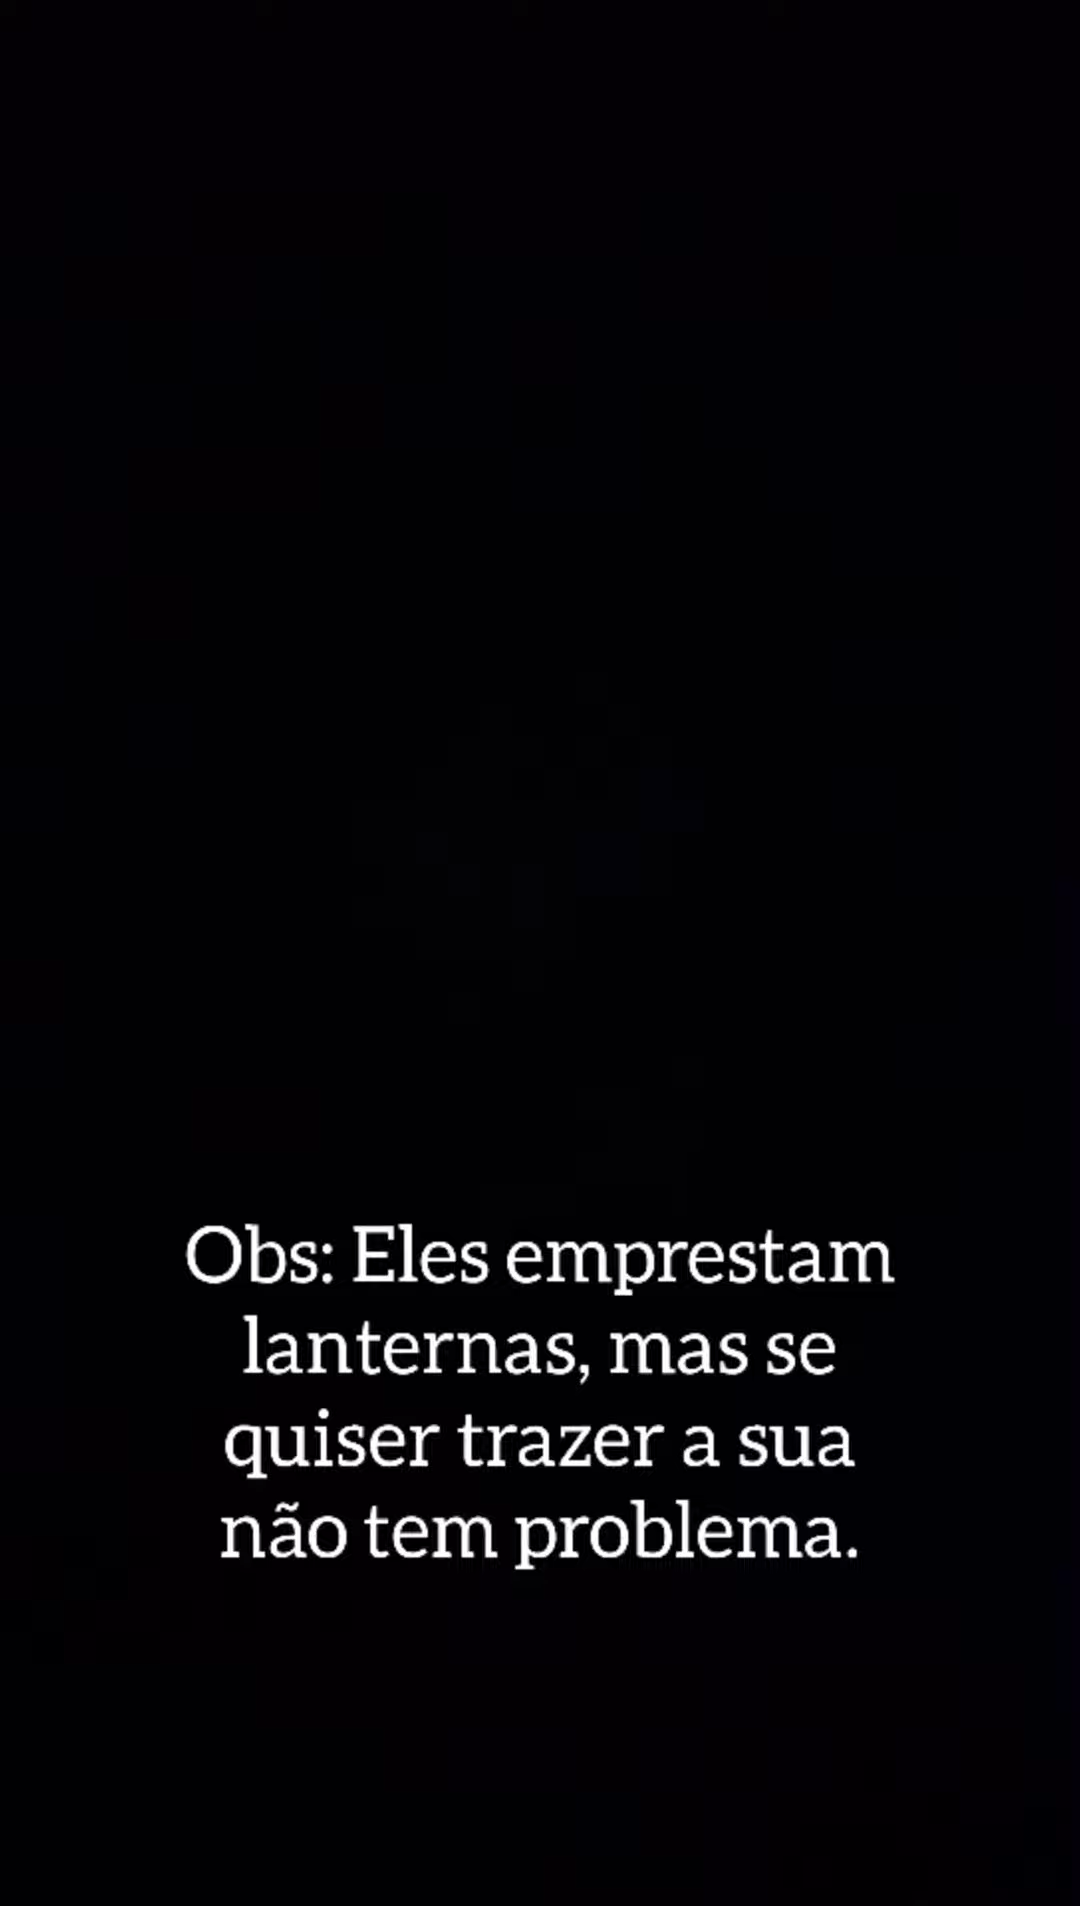 Obs: Eles emprestam
lanternas, mas se
quiser trazer a sua
não tem problema.